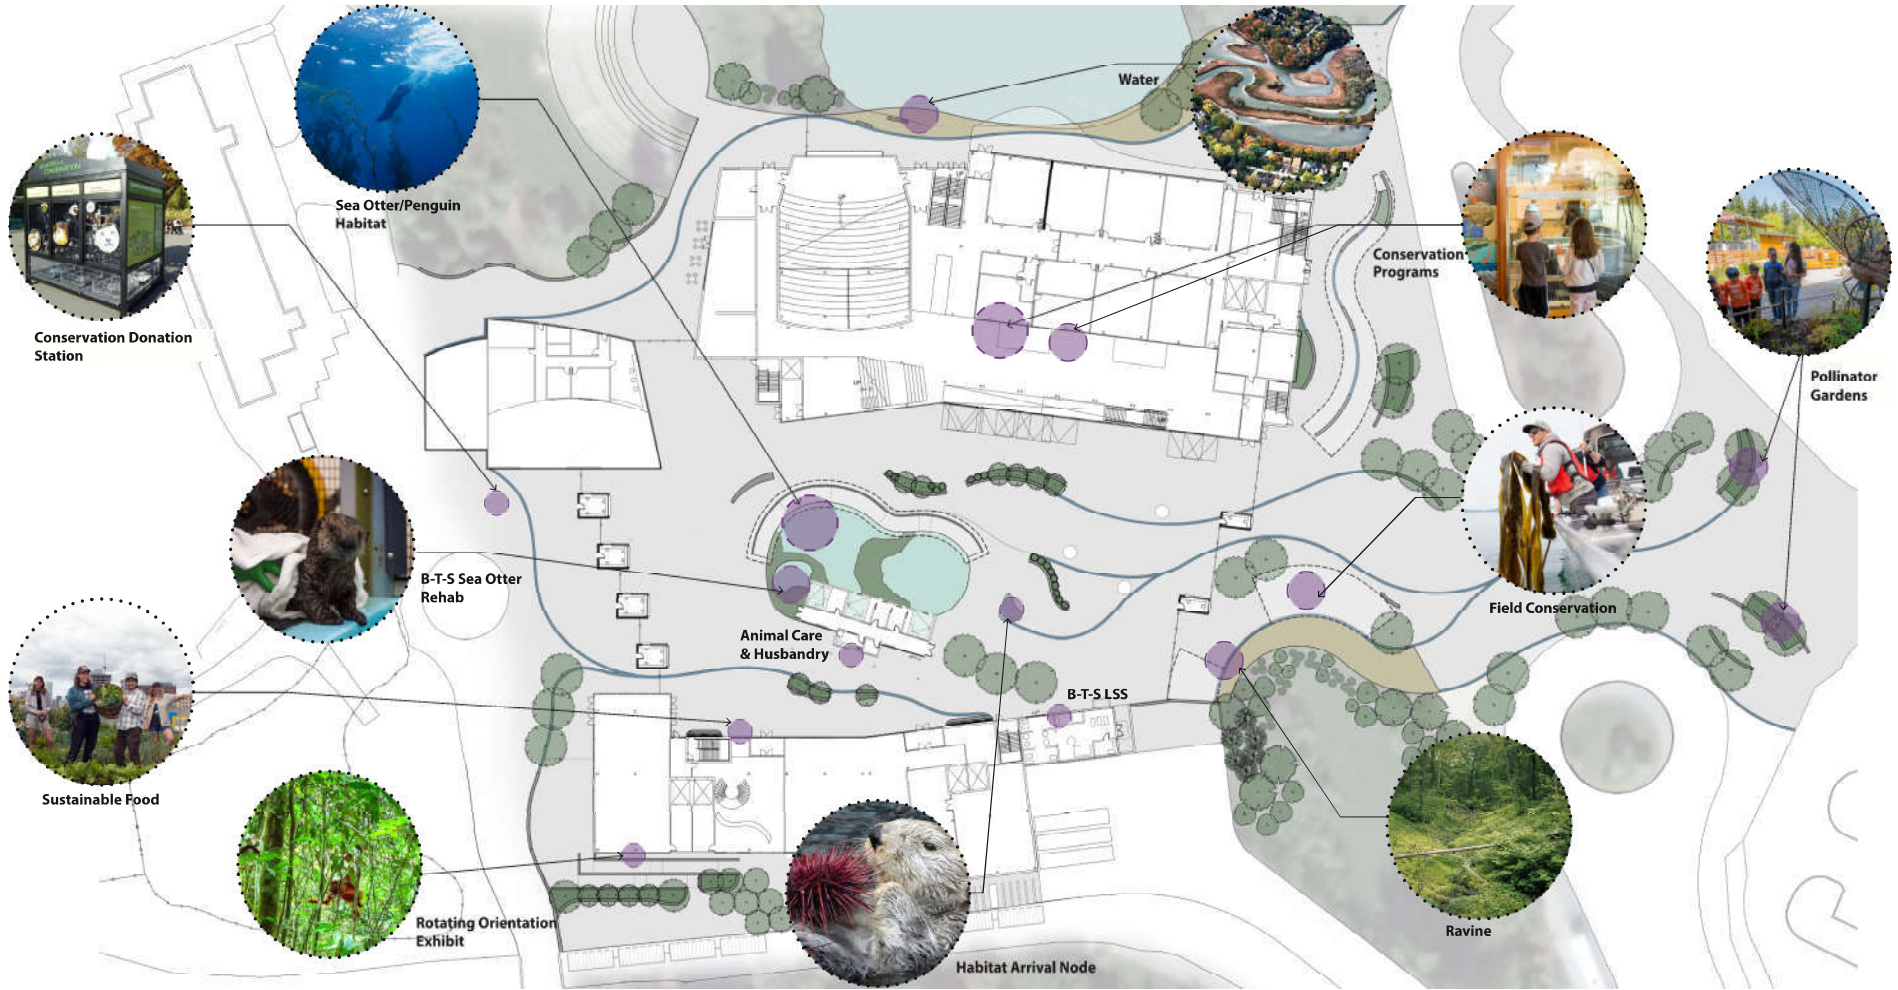 Water
Sea Otter/Penguin
Habitat
Conservation
Programs
Conservation Donation
Station
Pollinator
Gardens
B-T-S Sea Otter
Rehab
Field Conservation
Animal Care
& Husbandry
B-T-S LSS
Sustainable Food
Rotating Orientation
Exhibit
Ravine
Habitat Arrival Node